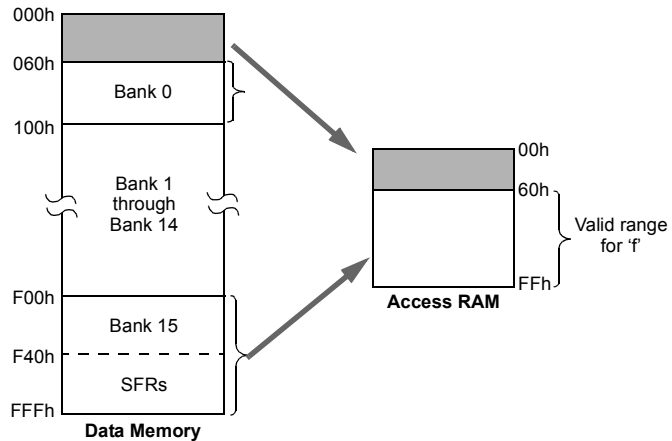 000h
060h
Bank 0
100h
Bank 1
through
Bank 14
F00h
Bank 15
F40h
SFRs
FFFh
Data Memory
00h
60h
Valid range
for ‘f’
FFh
Access RAM